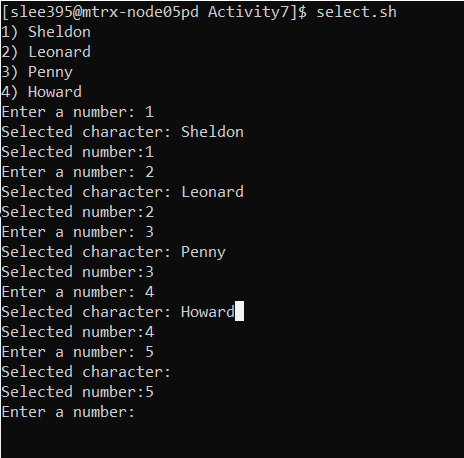 [slee395@mtrx-node05pd Activity7]$ select.sh
1) Sheldon
2) Leonard
3) Penny
4) Howard
Enter a number: 1
Selected character: Sheldon
Selected number:1
Enter a number: 2
Selected character: Leonard
Selected number:2
Enter a number: 3
Selected character: Penny
Selected number:3
Enter a number: 4
Selected character: Howard
Selected number:4
Enter a number: 5
Selected character:
Selected number:5
Enter a number: